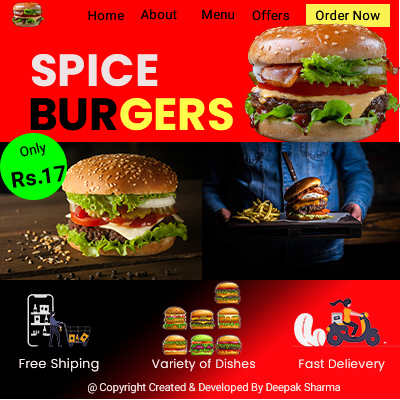 Home About Menu Offers Order Now
SPICE
BURGERS
Only
Rs.17
Free Shiping Variety of Dishes Fast Delievery
@ Copyright Created & Developed By Deepak Sharma